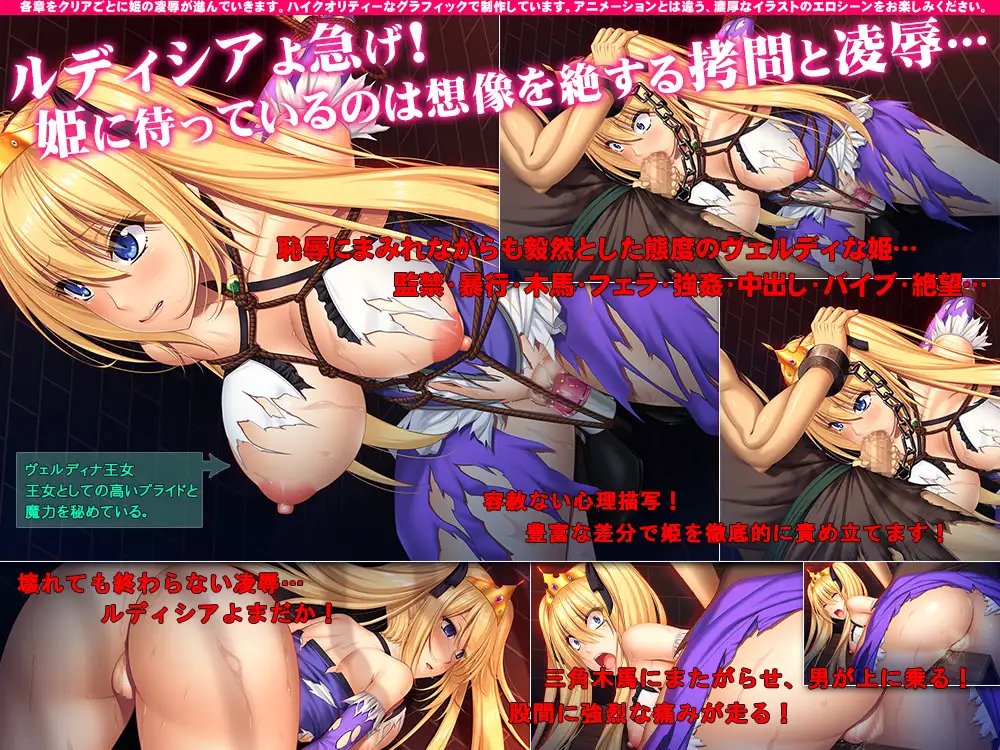 各章をクリアごとに姫の凌辱が進んでいきます。ハイクオリティーなグラフィックで制作しています。アニメーションとは違う、濃厚なイラストのエロシーンをお楽しみください。
ルディシアよ急げ！
姫に待っているのは想像を絶する拷問と凌辱…
恥辱にまみれながらも毅然とした態度のヴェルディな姫…
監禁・暴行・木馬・フェラ・強姦・中出し・バイブ・絶望…
ヴェルディナ王女
王女としての高いプライドと
魔力を秘めている。
容赦ない心理描写！
豊富な差分で姫を徹底的に責め立てます！
壊れても終わらない凌辱…
ルディシアよまだか！
三角木馬にまたがらせ、男が上に乗る！
股間に強烈な痛みが走る！